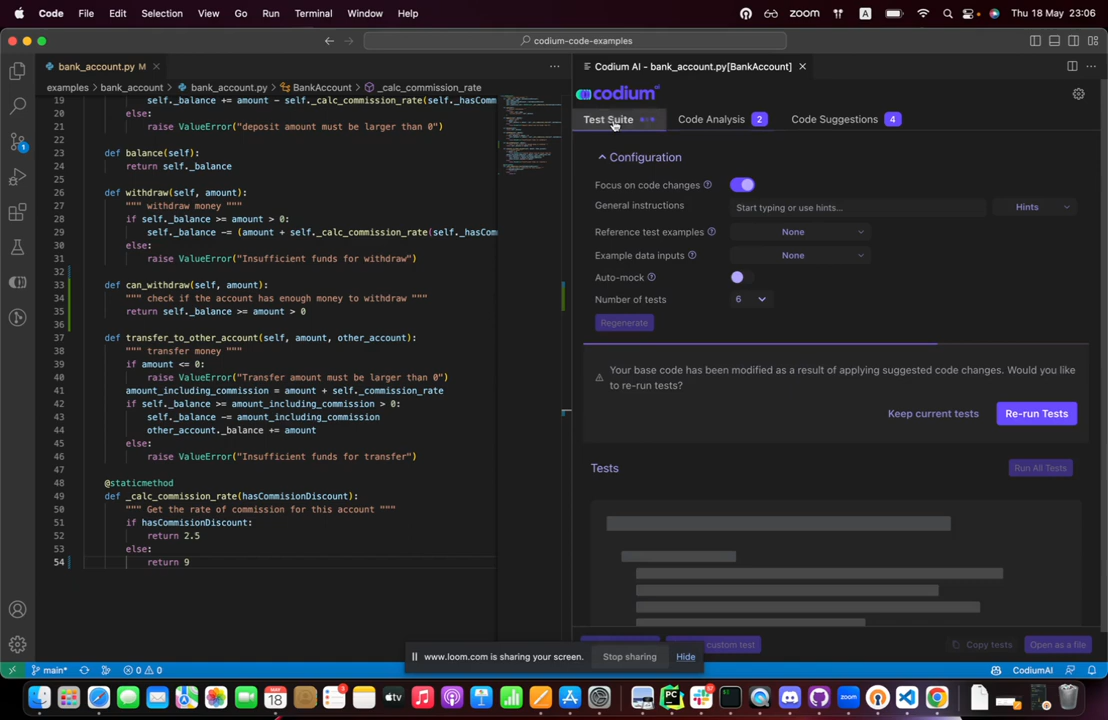 Code File Edit Selection View Go Run Terminal Window Help zoom A Thu 18 May 23:06
codium-code-examples
bank_account.py M
Codium AI - bank_account.py[BankAccount]
examples > bank_account > bank_account.py > BankAccount > _calc_commission_rate
19 self._balance += amount - self._calc_commission_rate(self._hasComm
20 else:
21 raise ValueError("deposit amount must be larger than 0")
22
23 def balance(self):
24 return self._balance
25
26 def withdraw(self, amount):
27 """ withdraw money """
28 if self._balance >= amount > 0:
29 self._balance -= (amount + self._calc_commission_rate(self._hasCom
30 else:
31 raise ValueError("Insufficient funds for withdraw")
32
33 def can_withdraw(self, amount):
34 """ check if the account has enough money to withdraw """
35 return self._balance >= amount > 0
36
37 def transfer_to_other_account(self, amount, other_account):
38 """ transfer money """
39 if amount <= 0:
40 raise ValueError("Transfer amount must be larger than 0")
41 amount_including_commission = amount + self._commission_rate
42 if self._balance >= amount_including_commission > 0:
43 self._balance -= amount_including_commission
44 other_account._balance += amount
45 else:
46 raise ValueError("Insufficient funds for transfer")
47
48 @staticmethod
49 def _calc_commission_rate(hasCommisionDiscount):
50 """ Get the rate of commission for this account """
51 if hasCommisionDiscount:
52 return 2.5
53 else:
54 return 9
codium
Test Suite Code Analysis 2 Code Suggestions 4
Configuration
Focus on code changes
General instructions Start typing or use hints... Hints
Reference test examples None
Example data inputs None
Auto-mock
Number of tests 6
Regenerate
Your base code has been modified as a result of applying suggested code changes. Would you like
to re-run tests?
Keep current tests Re-run Tests
Tests Run All Tests
custom test Copy tests Open as a file
www.loom.com is sharing your screen. Stop sharing Hide
main* 0 0 CodiumAI
MAY
18
tv
PC